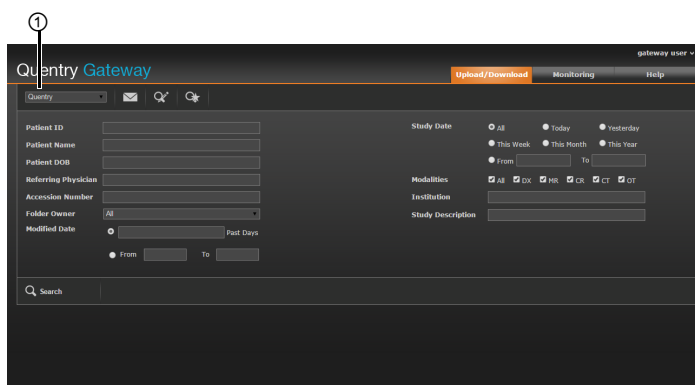 1
gateway user
Quentry Gateway
Upload/Download Monitoring Help
Quentry
Patient ID
Patient Name
Patient DOB
Referring Physician
Accession Number
Folder Owner All
Modified Date Past Days
From To
Study Date All Today Yesterday
This Week This Month This Year
From To
Modalities All DX MR CR CT OT
Institution
Study Description
Search